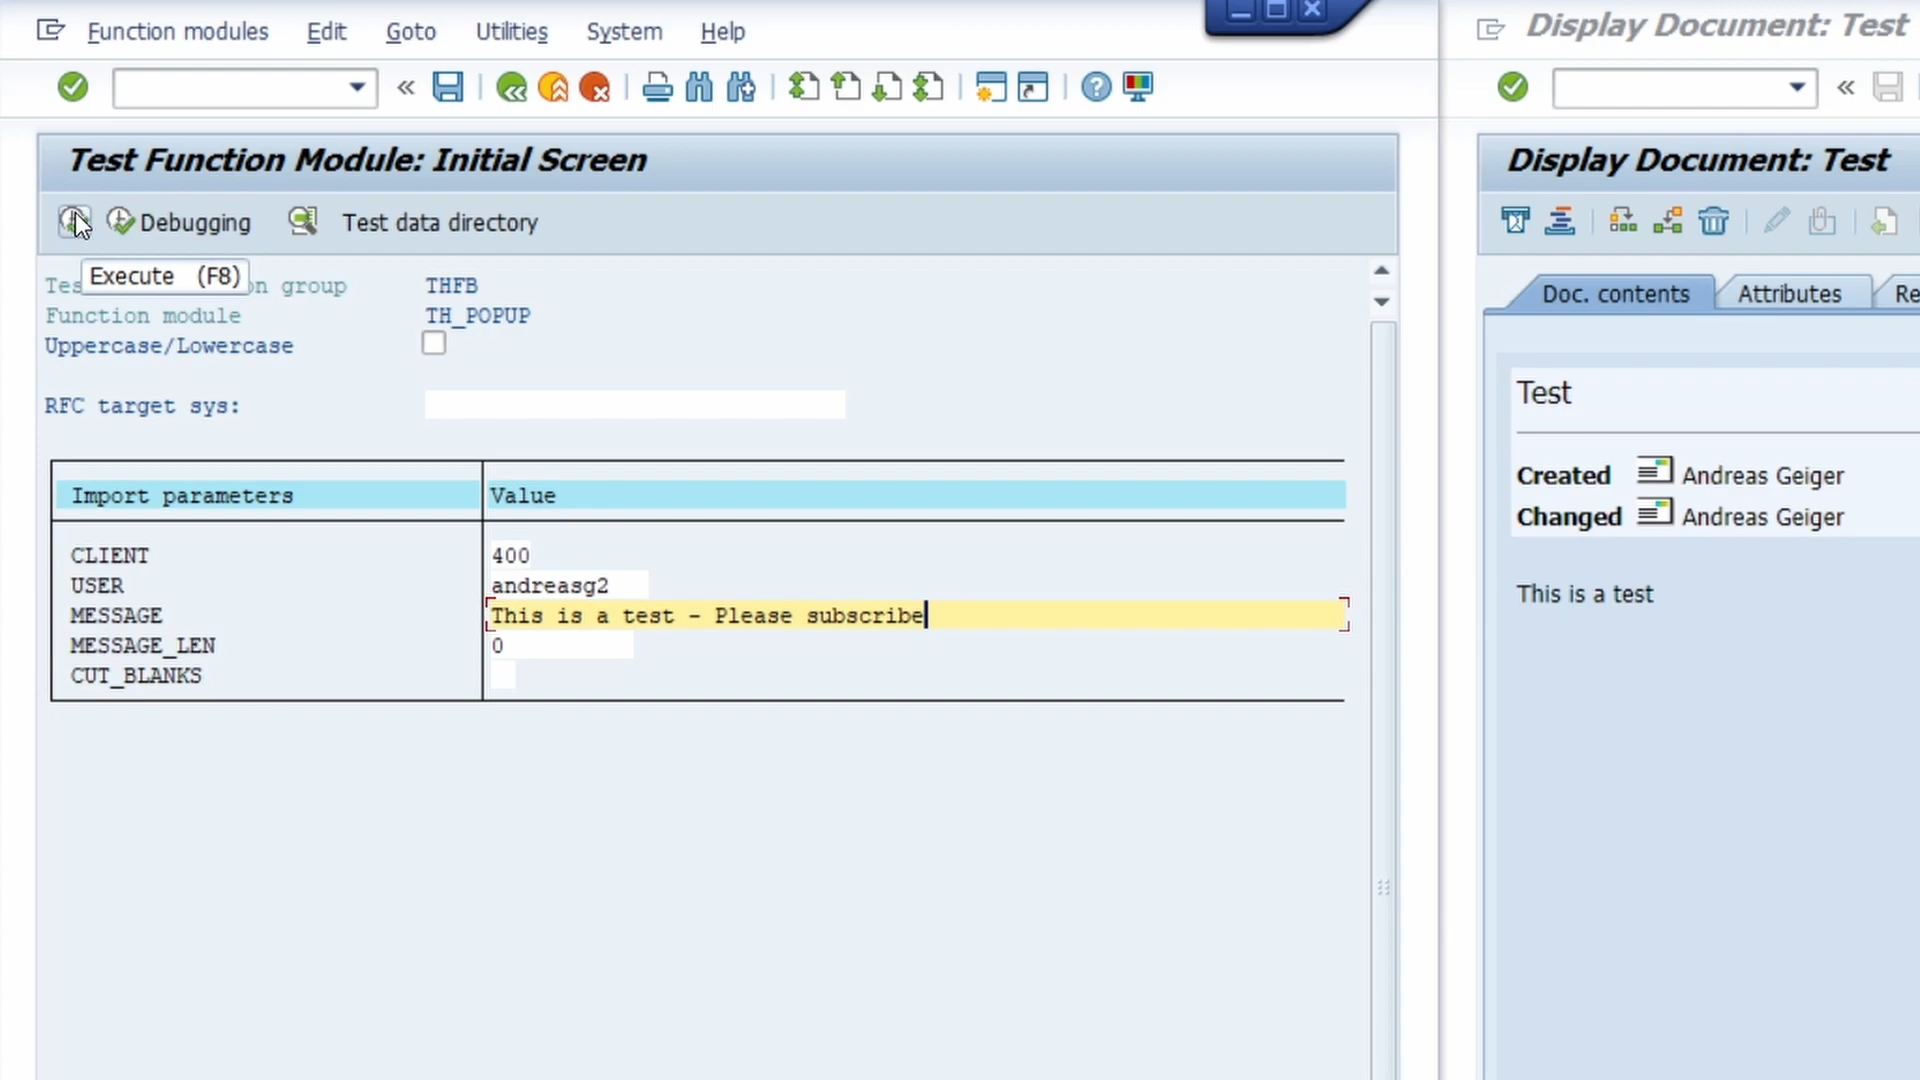 Function modules Edit Goto Utilities System Help
Display Document: Test
Test Function Module: Initial Screen
Display Document: Test
Debugging Test data directory
Execute (F8)
Doc. contents Attributes Re
Tes n group THFB
Function module TH_POPUP
Uppercase/Lowercase
RFC target sys:
Import parameters Value
CLIENT 400
USER andreasg2
MESSAGE This is a test - Please subscribe
MESSAGE_LEN 0
CUT_BLANKS
Test
Created Andreas Geiger
Changed Andreas Geiger
This is a test